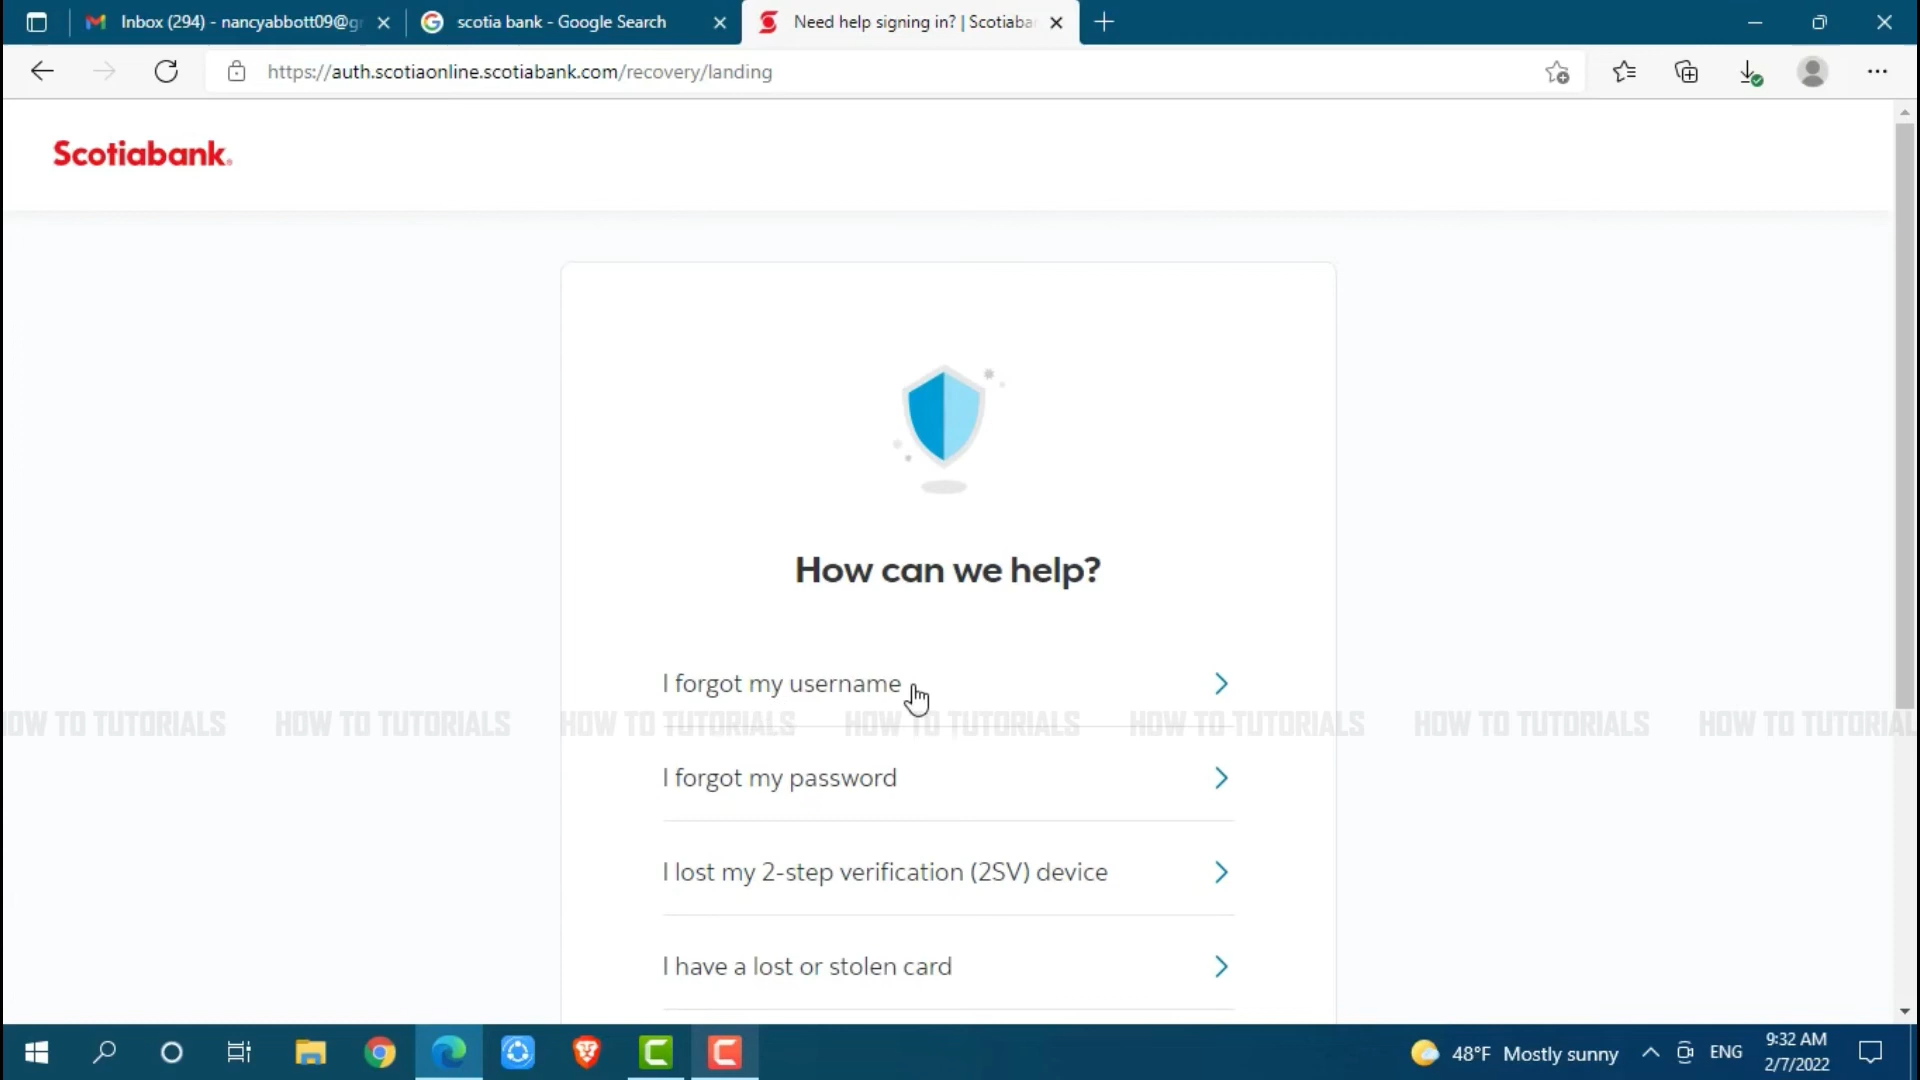 Inbox (294) - nancyabbott09@g
scotia bank - Google Search
Need help signing in? | Scotiaba
https://auth.scotiaonline.scotiabank.com/recovery/landing
Scotiabank
How can we help?
I forgot my username
OW TO TUTORIALS HOW TO TUTORIALS HOW TO TUTORIALS HOW TO TUTORIALS HOW TO TUTORIALS HOW TO TUTORIALS HOW TO TUTORIAL
I forgot my password
I lost my 2-step verification (2SV) device
I have a lost or stolen card
48°F Mostly sunny
ENG
9:32 AM
2/7/2022